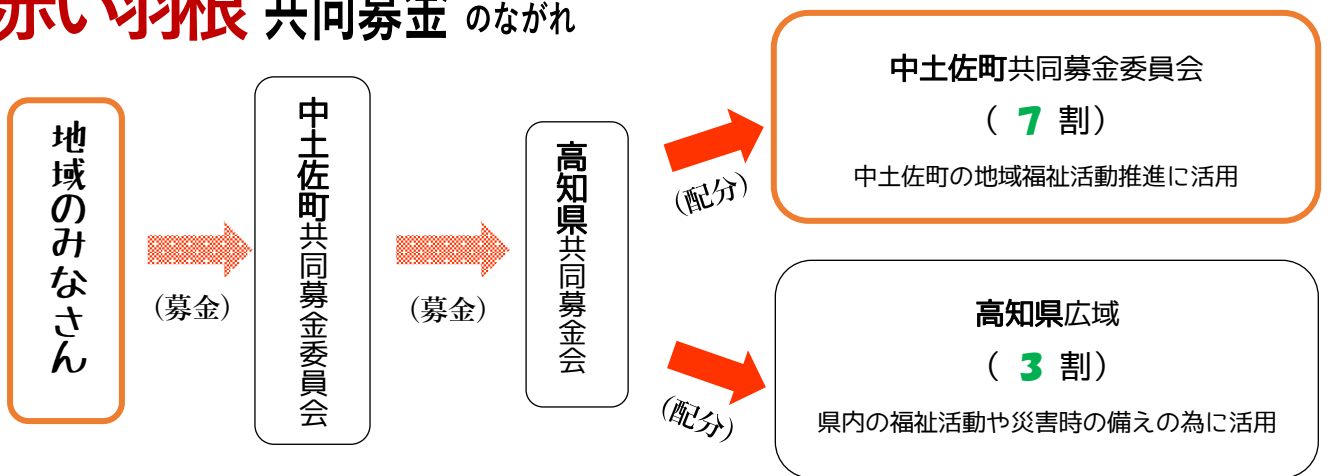 赤い羽根 共同募金 のながれ
地域のみなさん
(募金)
中土佐町共同募金委員会
(募金)
高知県共同募金会
(配分)
中土佐町共同募金委員会
( 7 割)
中土佐町の地域福祉活動推進に活用
(配分)
高知県広域
( 3 割)
県内の福祉活動や災害時の備えの為に活用